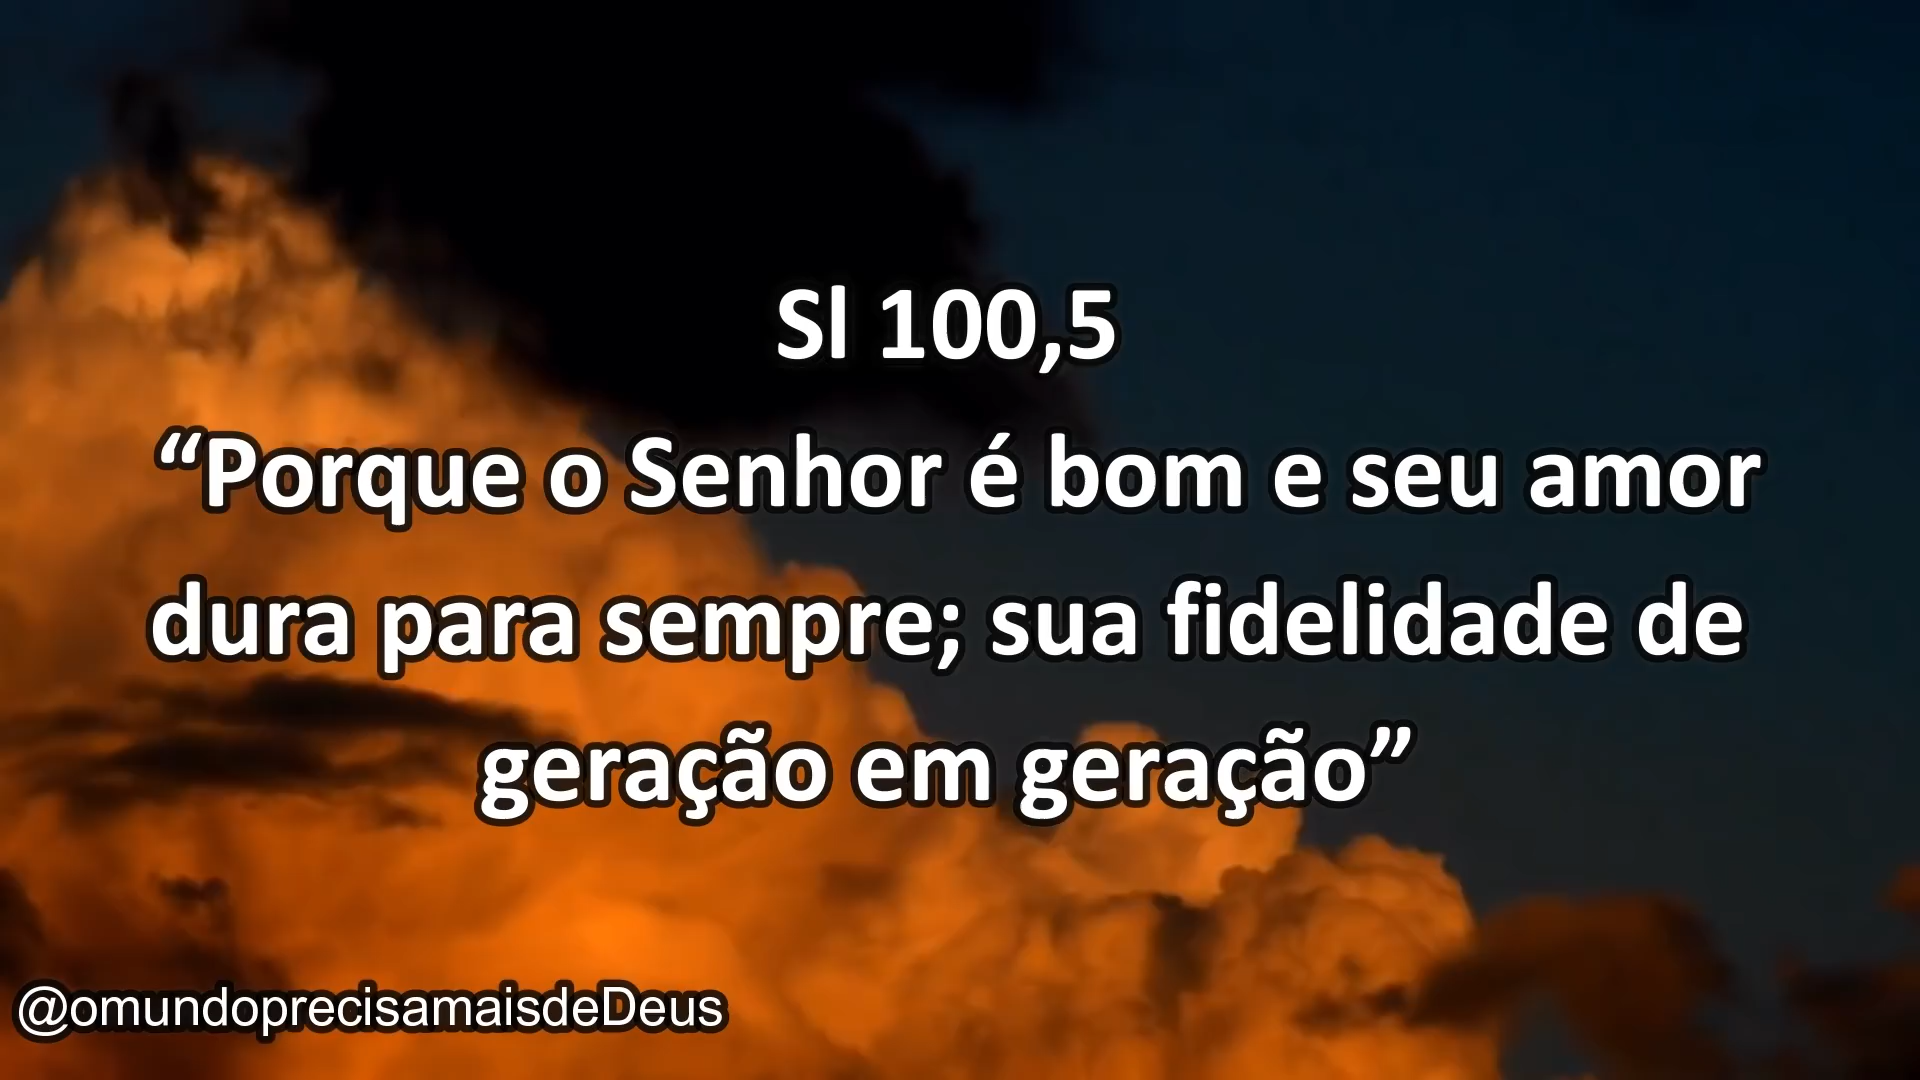 Sl 100,5
“Porque o Senhor é bom e seu amor
dura para sempre; sua fidelidade de
geração em geração”
@omundoprecisamaisdeDeus